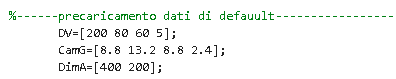 %------precaricamento dati di defauult-----------------
DV=[200 80 60 5];
CamG=[8.8 13.2 8.8 2.4];
DimA=[400 200];